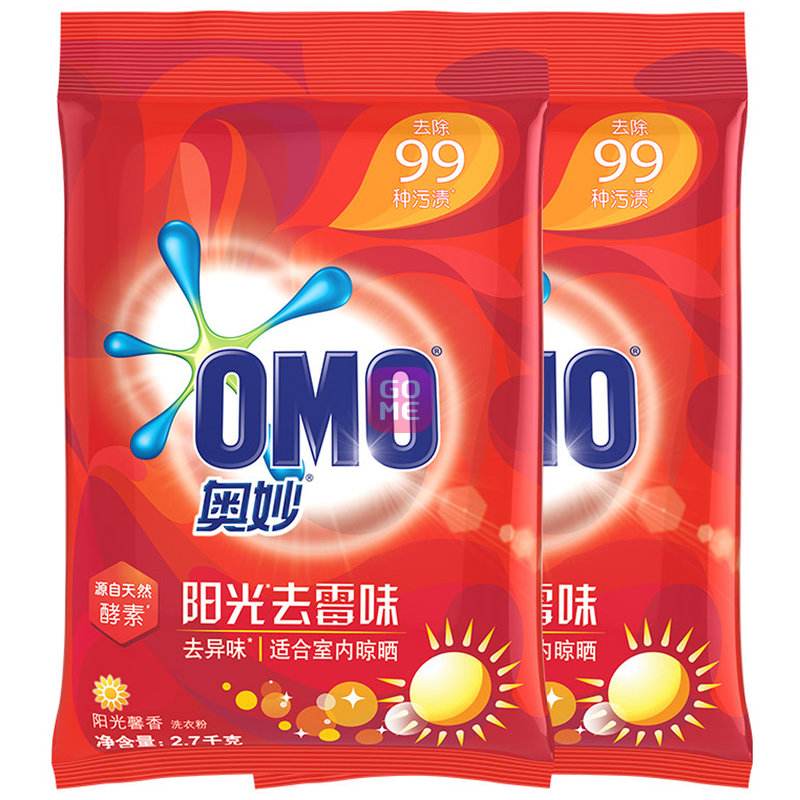 去除
99
种污渍*
去除
99
种污渍*
OMO®
GO
ME
奥妙®
MO®
源自天然
酵素*
阳光*去霉味
霉味
去异味*|适合室内晾晒
内晾晒
阳光馨香 洗衣粉
净含量:2.7千克